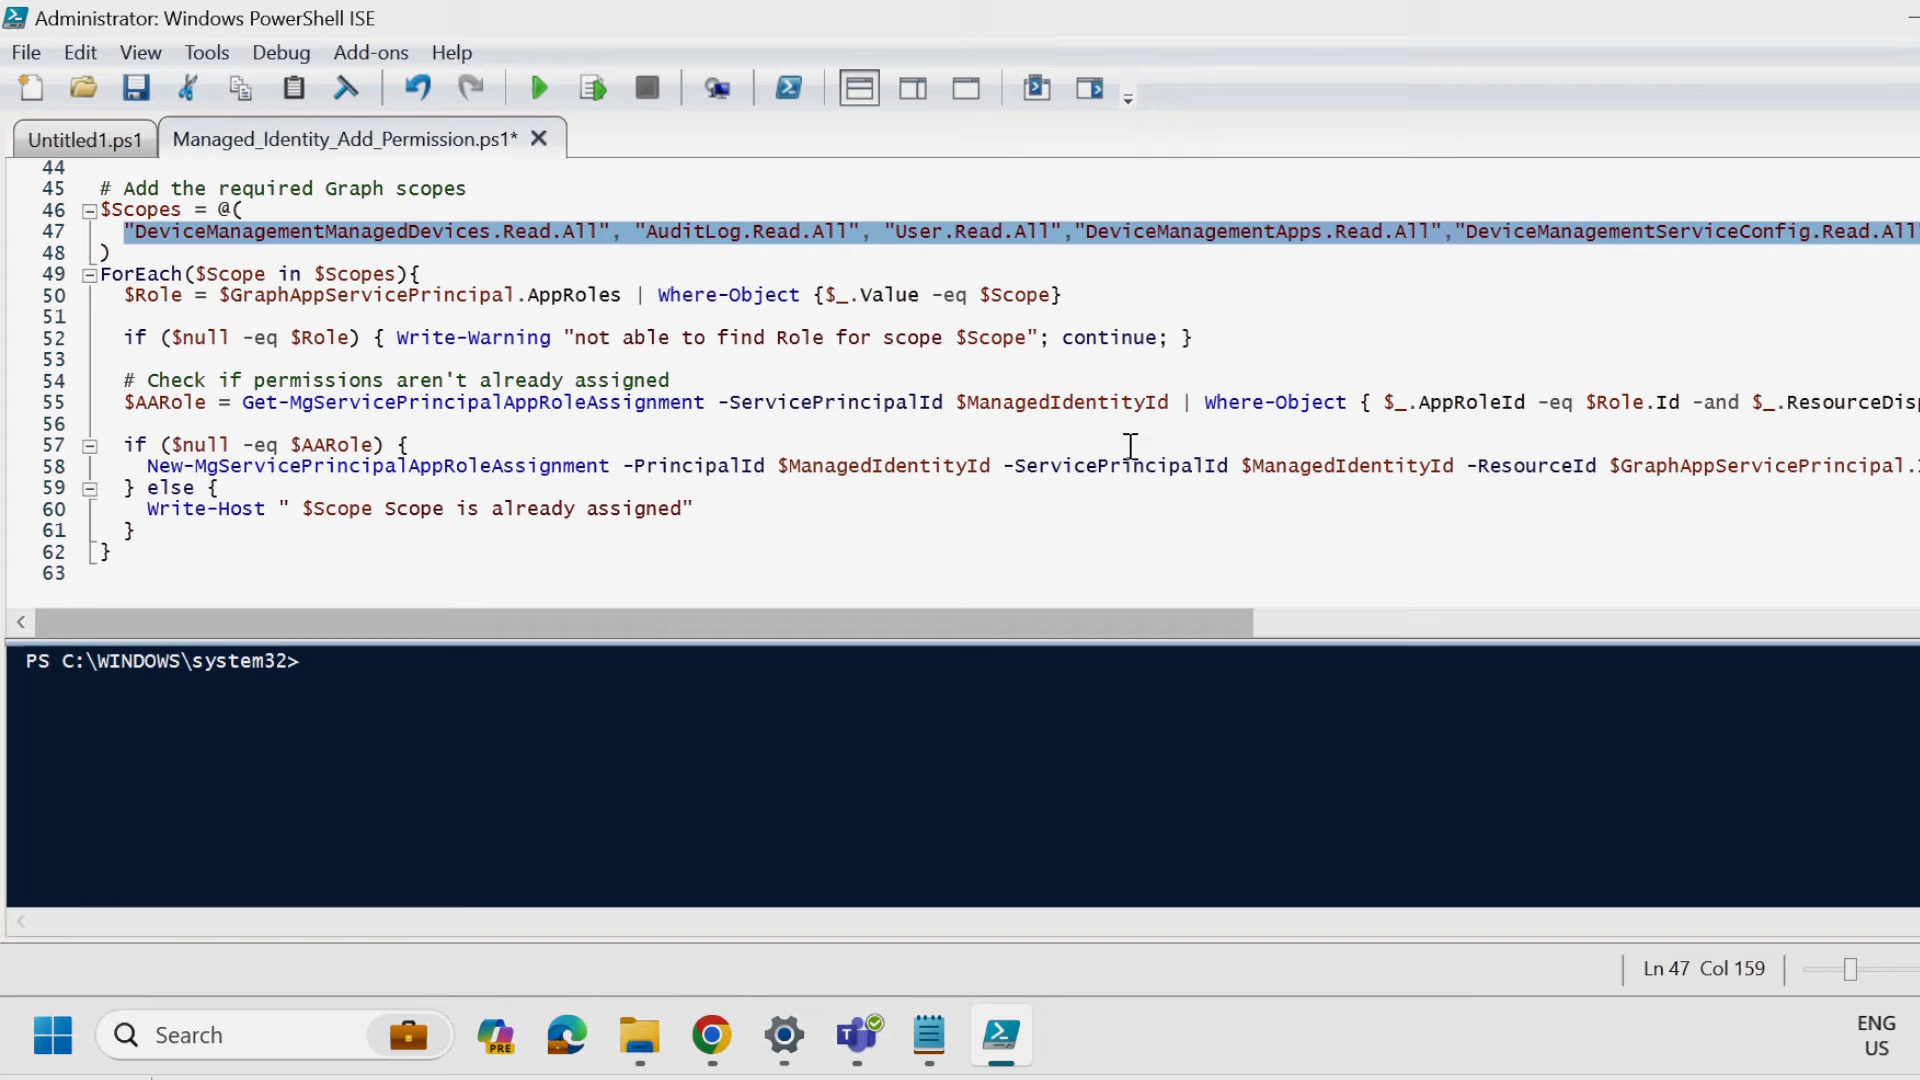 Administrator: Windows PowerShell ISE
File Edit View Tools Debug Add-ons Help
Untitled1.ps1 Managed_Identity_Add_Permission.ps1*
44
45 # Add the required Graph scopes
46 $Scopes = @(
47 "DeviceManagementManagedDevices.Read.All", "AuditLog.Read.All", "User.Read.All","DeviceManagementApps.Read.All","DeviceManagementServiceConfig.Read.All"
48 )
49 ForEach($Scope in $Scopes){
50 $Role = $GraphAppServicePrincipal.AppRoles | Where-Object {$_.Value -eq $Scope}
51
52 if ($null -eq $Role) { Write-Warning "not able to find Role for scope $Scope"; continue; }
53
54 # Check if permissions aren't already assigned
55 $AARole = Get-MgServicePrincipalAppRoleAssignment -ServicePrincipalId $ManagedIdentityId | Where-Object { $_.AppRoleId -eq $Role.Id -and $_.ResourceDisp
56
57 if ($null -eq $AARole) {
58 New-MgServicePrincipalAppRoleAssignment -PrincipalId $ManagedIdentityId -ServicePrincipalId $ManagedIdentityId -ResourceId $GraphAppServicePrincipal.
59 } else {
60 Write-Host " $Scope Scope is already assigned"
61 }
62 }
63
PS C:\WINDOWS\system32>
Ln 47 Col 159
Search
PRE
ENG
US